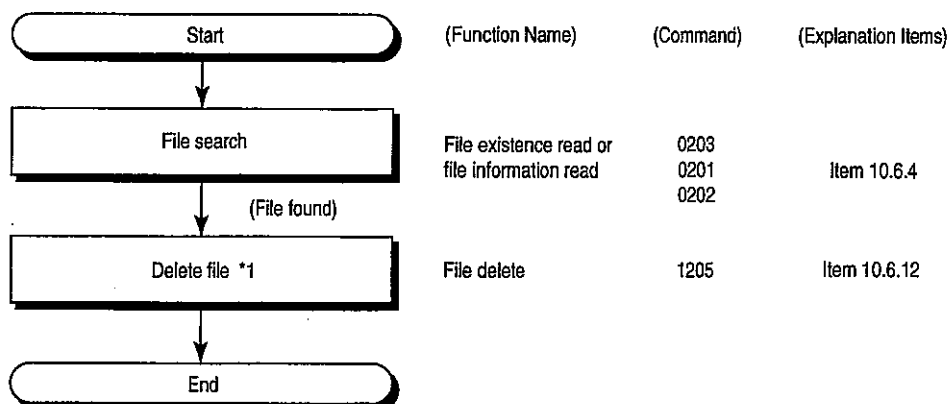 Start (Function Name) (Command) (Explanation Items)
File search File existence read or 0203
file information read 0201 Item 10.6.4
0202
(File found)
Delete file *1 File delete 1205 Item 10.6.12
End